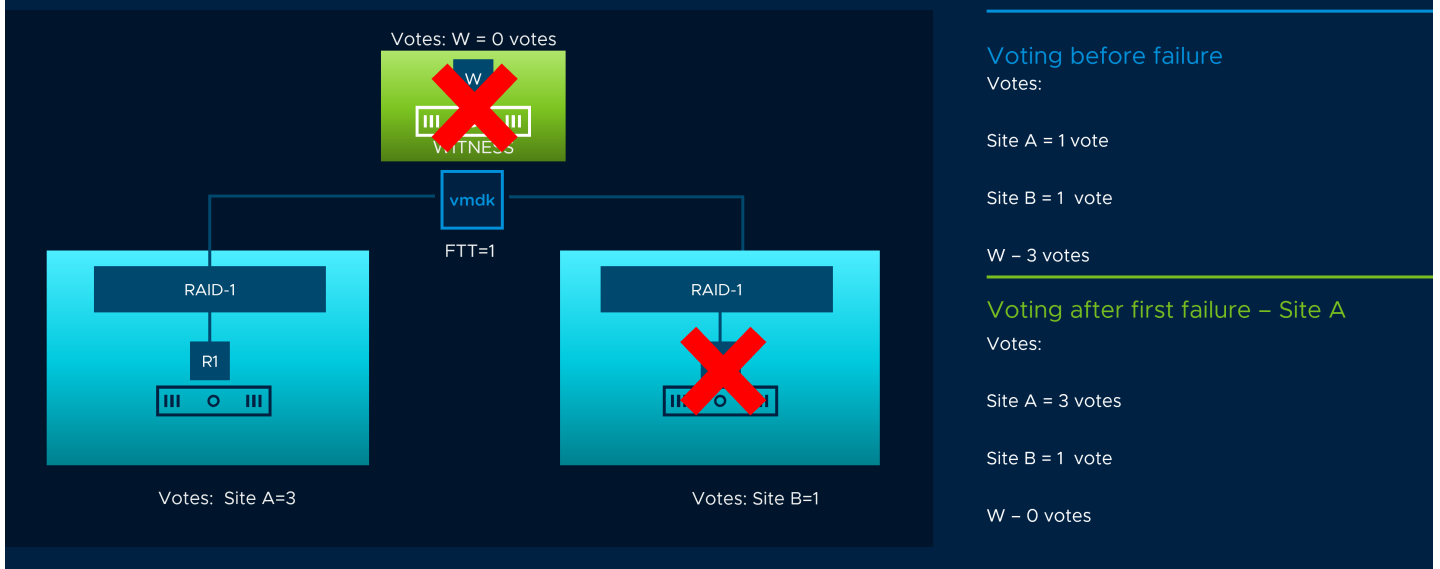 Votes: W = 0 votes
W
WITNESS
vmdk
FTT=1
RAID-1
R1
Votes: Site A=3
RAID-1
Votes: Site B=1
Voting before failure
Votes:
Site A = 1 vote
Site B = 1 vote
W – 3 votes
Voting after first failure – Site A
Votes:
Site A = 3 votes
Site B = 1 vote
W – 0 votes